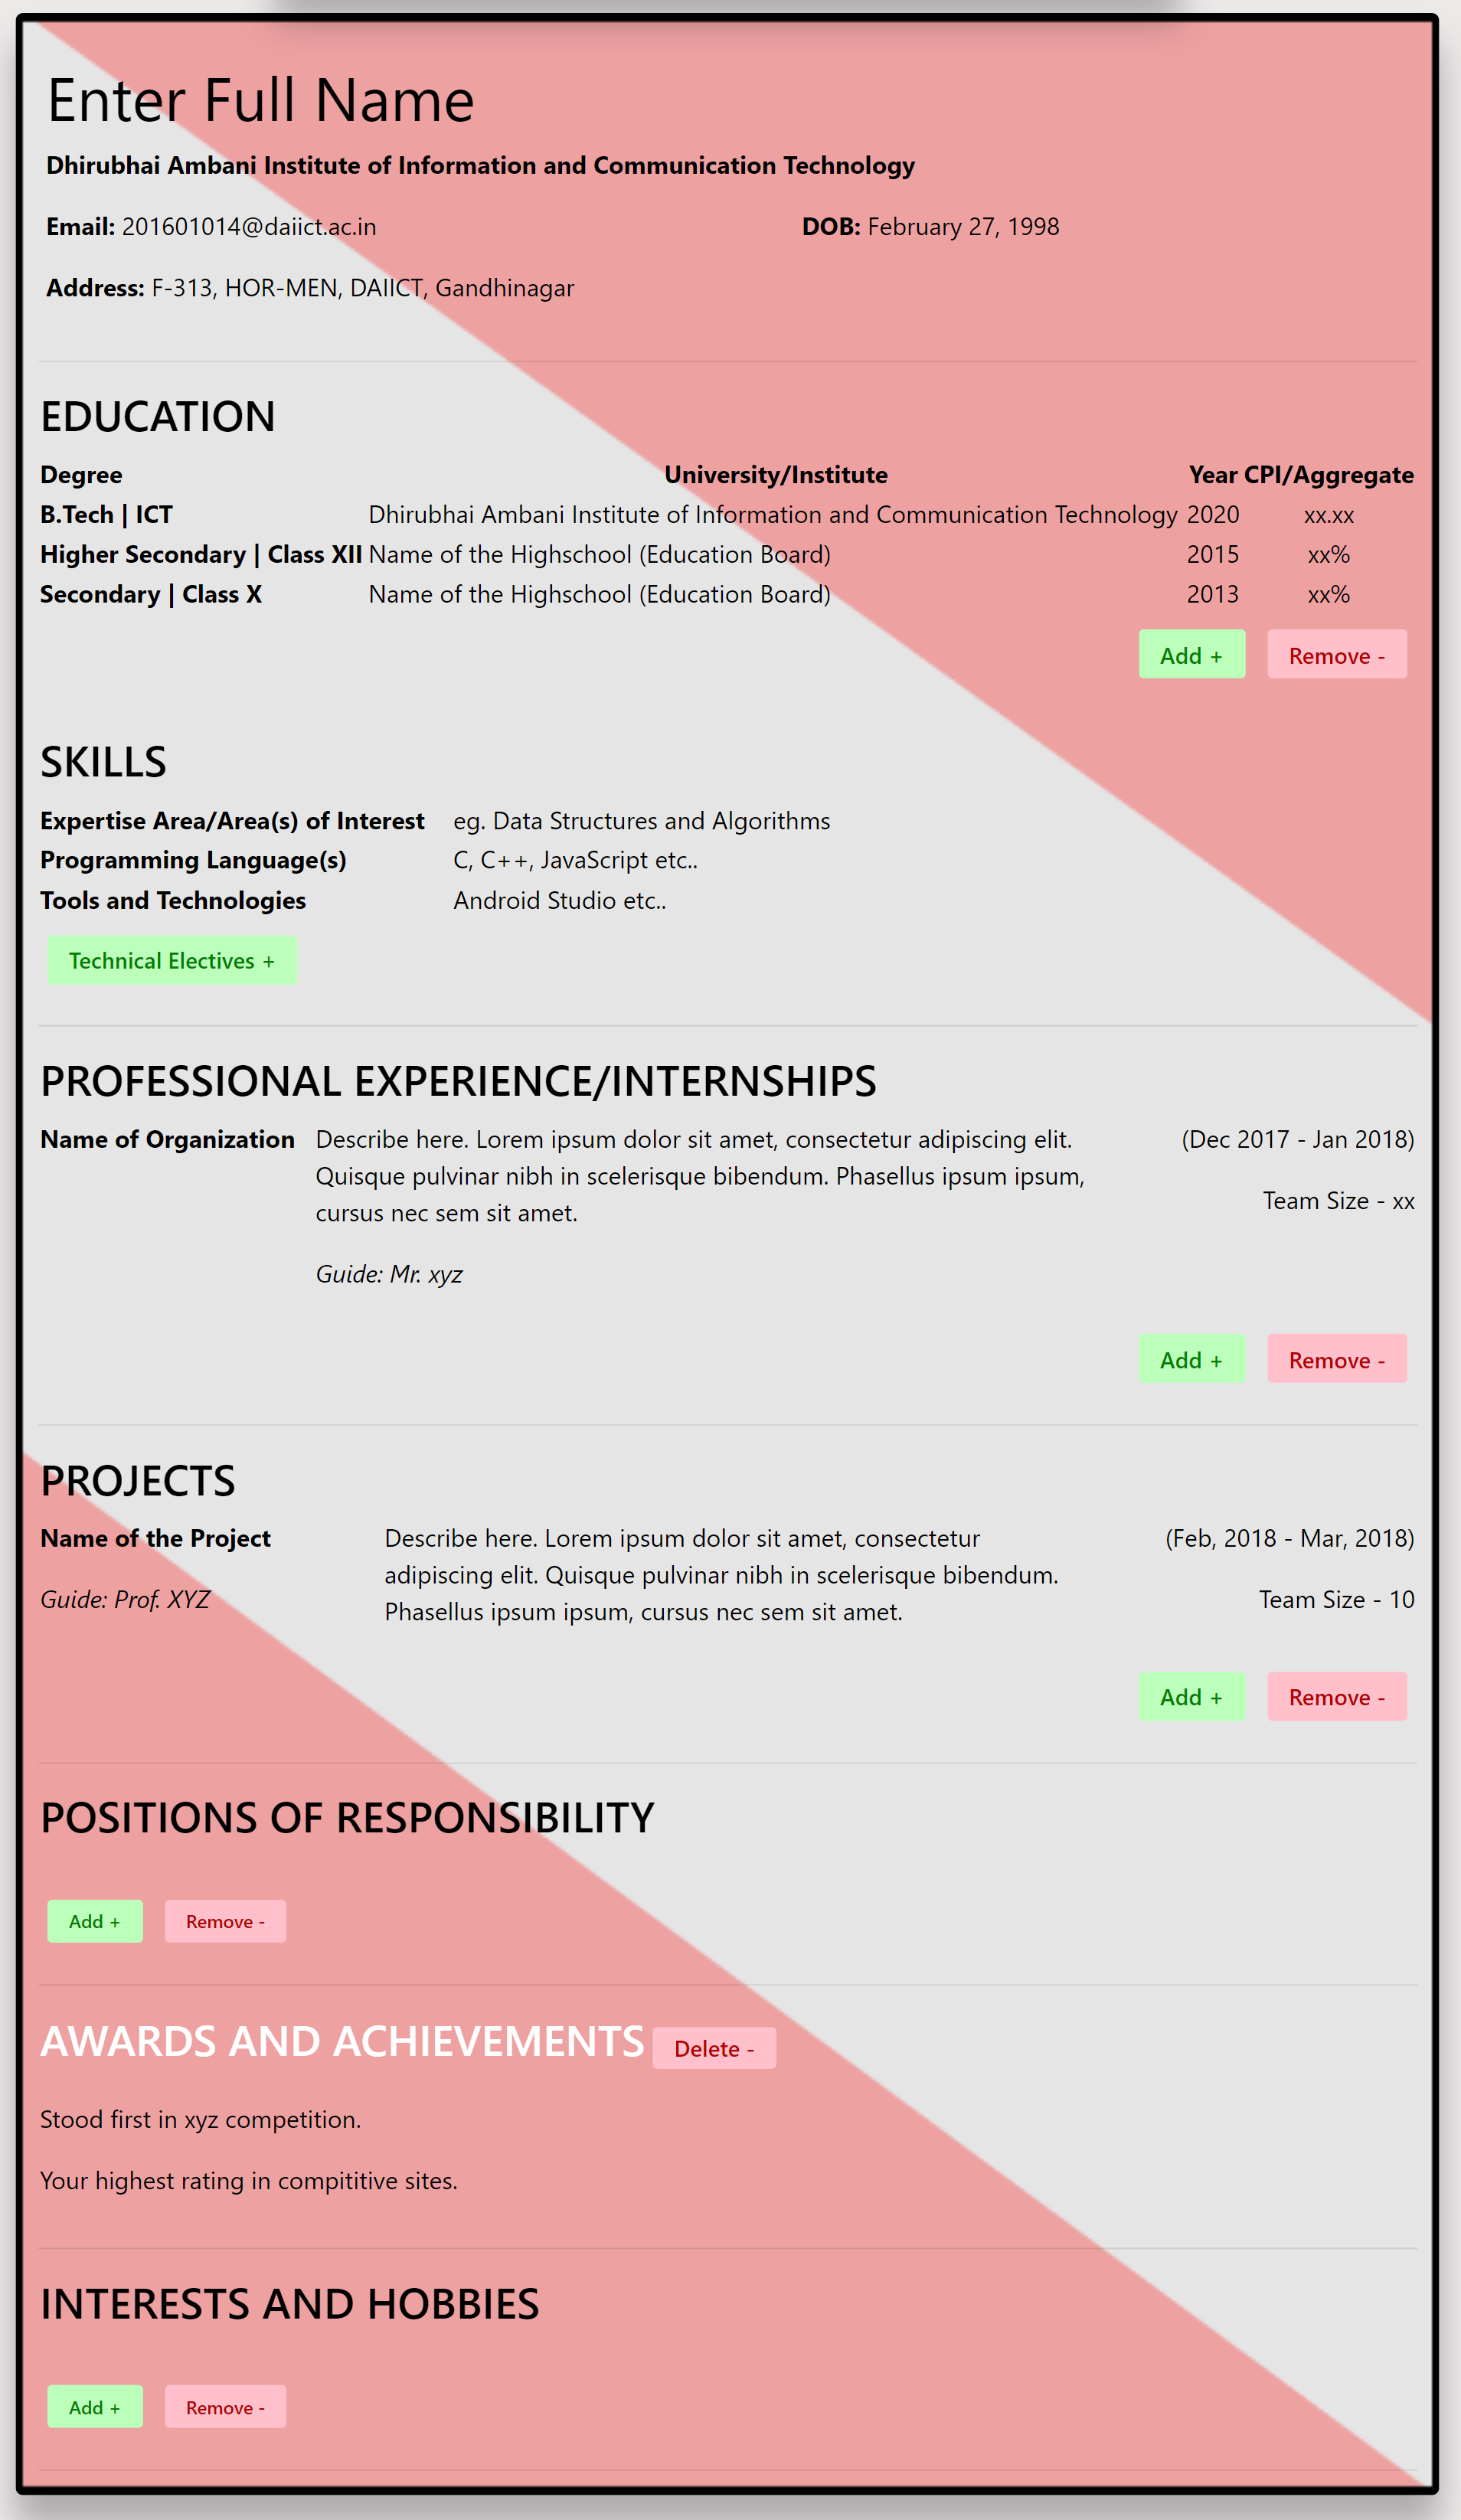 Enter Full Name
Dhirubhai Ambani Institute of Information and Communication Technology
Email: 201601014@daiict.ac.in DOB: February 27, 1998
Address: F-313, HOR-MEN, DAIICT, Gandhinagar
EDUCATION
Degree University/Institute Year CPI/Aggregate
B.Tech | ICT Dhirubhai Ambani Institute of Information and Communication Technology 2020 xx.xx
Higher Secondary | Class XII Name of the Highschool (Education Board) 2015 xx%
Secondary | Class X Name of the Highschool (Education Board) 2013 xx%
Add + Remove -
SKILLS
Expertise Area/Area(s) of Interest eg. Data Structures and Algorithms
Programming Language(s) C, C++, JavaScript etc..
Tools and Technologies Android Studio etc..
Technical Electives +
PROFESSIONAL EXPERIENCE/INTERNSHIPS
Name of Organization Describe here. Lorem ipsum dolor sit amet, consectetur adipiscing elit. (Dec 2017 - Jan 2018)
Quisque pulvinar nibh in scelerisque bibendum. Phasellus ipsum ipsum,
Team Size - xx
cursus nec sem sit amet.
Guide: Mr. xyz
Add + Remove -
PROJECTS
Name of the Project Describe here. Lorem ipsum dolor sit amet, consectetur (Feb, 2018 - Mar, 2018)
adipiscing elit. Quisque pulvinar nibh in scelerisque bibendum.
Guide: Prof. XYZ Phasellus ipsum ipsum, cursus nec sem sit amet. Team Size - 10
Add + Remove -
POSITIONS OF RESPONSIBILITY
Add + Remove -
AWARDS AND ACHIEVEMENTS Delete -
Stood first in xyz competition.
Your highest rating in compititive sites.
INTERESTS AND HOBBIES
Add + Remove -